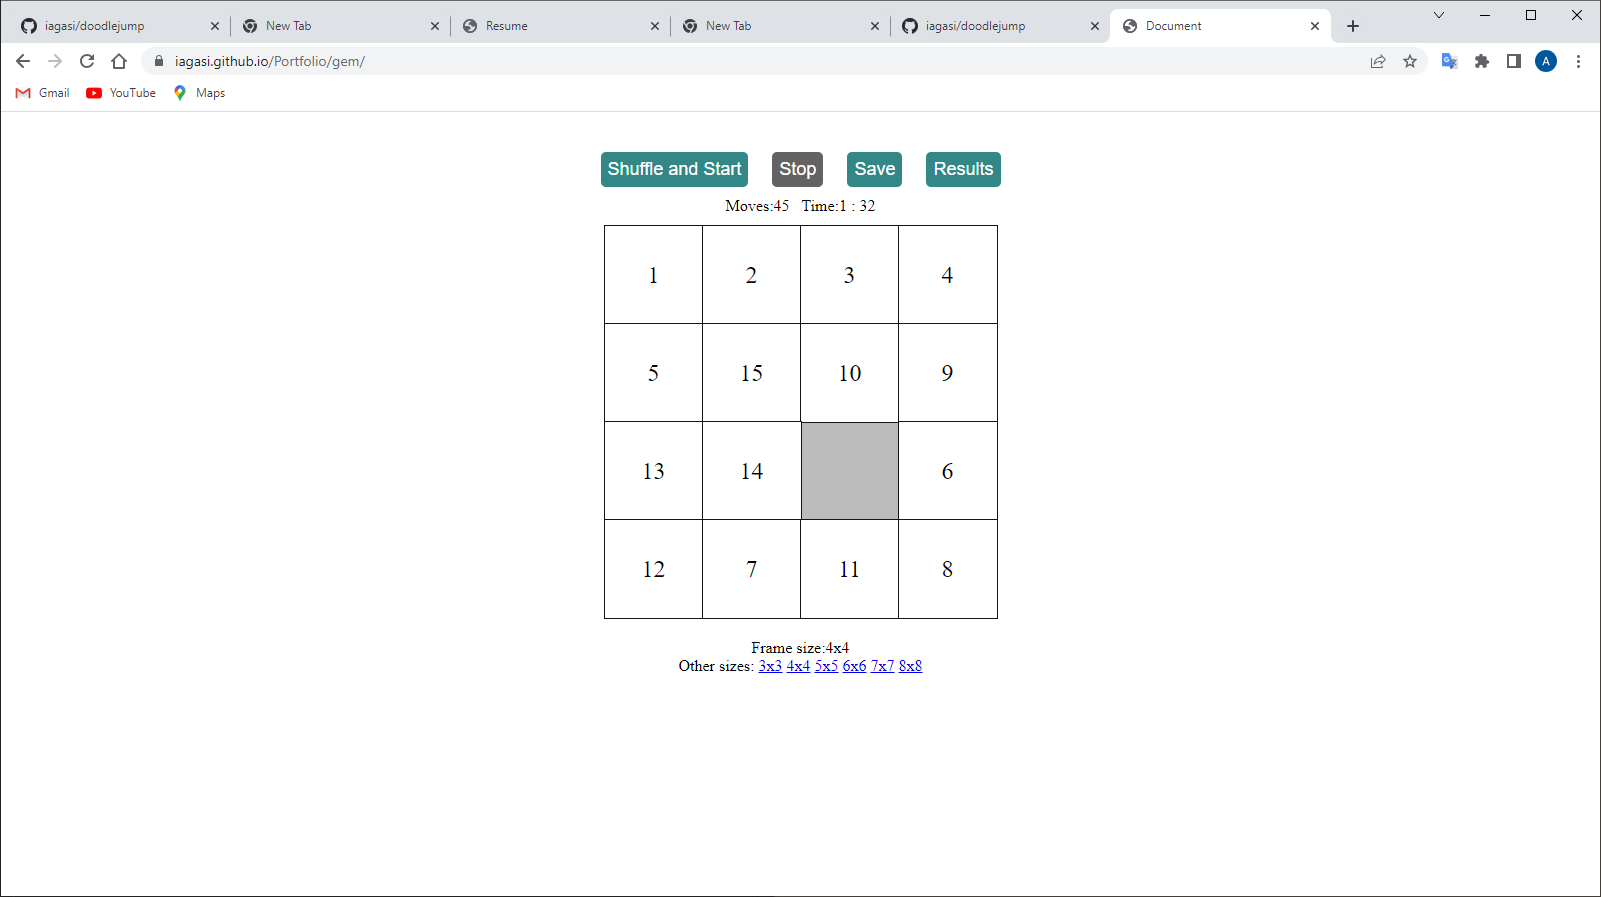 iagasi/doodlejump New Tab Resume New Tab iagasi/doodlejump Document
iagasi.github.io/Portfolio/gem/ A
Gmail YouTube Maps
Shuffle and Start Stop Save Results
Moves:45 Time:1 : 32
1 2 3 4
5 15 10 9
13 14 6
12 7 11 8
Frame size:4x4
Other sizes: 3x3 4x4 5x5 6x6 7x7 8x8